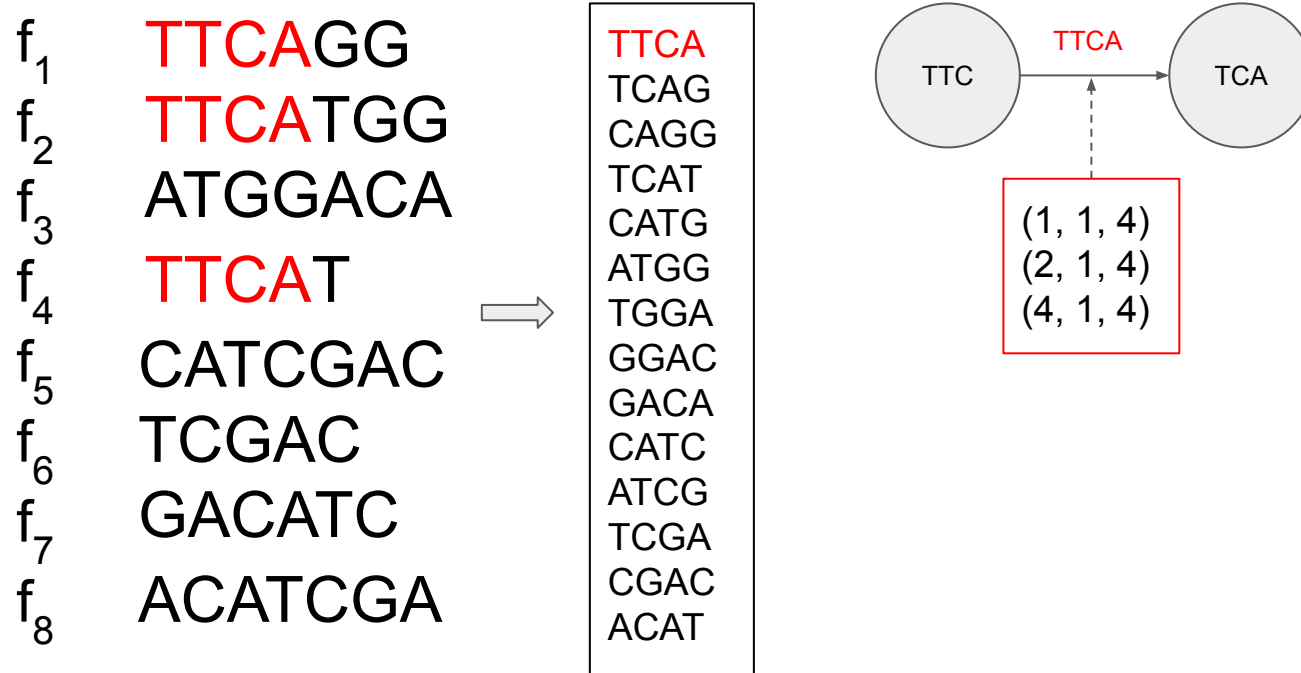 f1 TTCAGG
f2 TTCATGG
f3 ATGGACA
f4 TTCAT
f5 CATCGAC
f6 TCGAC
f7 GACATC
f8 ACATCGA
TTCA
TCAG
CAGG
TCAT
CATG
ATGG
TGGA
GGAC
GACA
CATC
ATCG
TCGA
CGAC
ACAT
TTC
TTCA
TCA
(1, 1, 4)
(2, 1, 4)
(4, 1, 4)